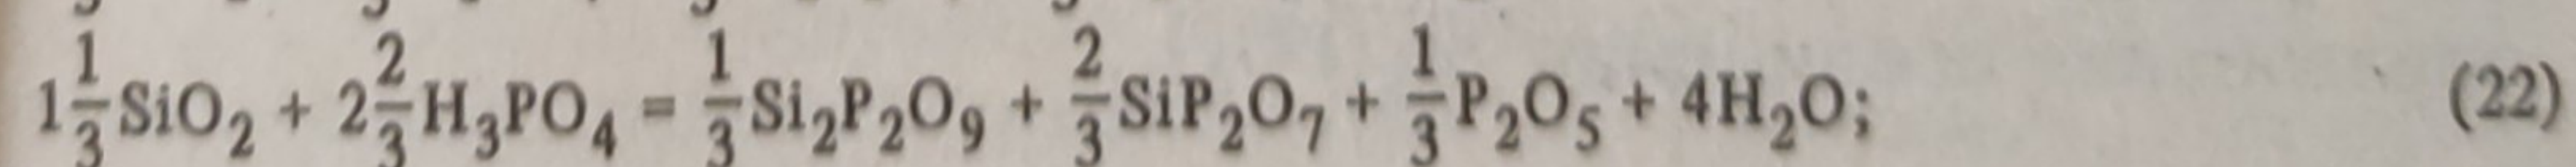 1 1/3 SiO₂ + 2 2/3 H₃PO₄ = 1/3 Si₂P₂O₉ + 2/3 SiP₂O₇ + 1/3 P₂O₅ + 4H₂O; (22)